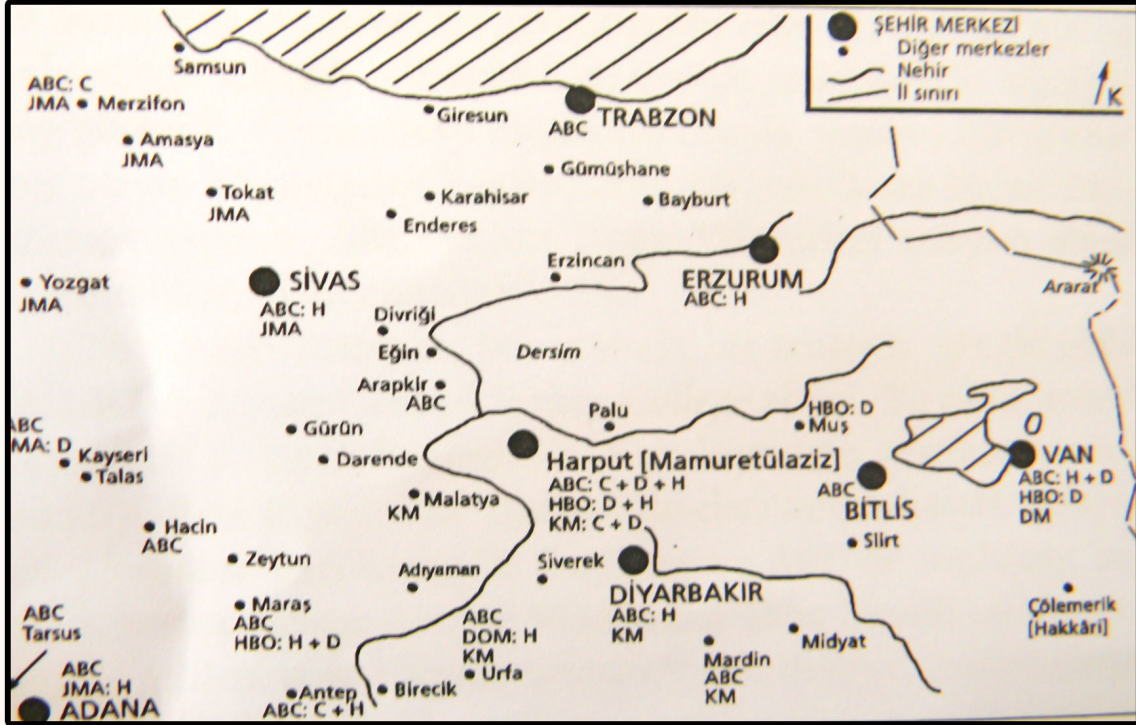 ŞEHİR MERKEZİ
Diğer merkezler
Nehir
İl sınırı
K
Samsun
ABC: C
JMA
Merzifon
Giresun
TRABZON
ABC
Amasya
JMA
Gümüşhane
Tokat
JMA
Karahisar
Bayburt
Enderes
Yozgat
JMA
SİVAS
ABC: H
JMA
Erzincan
ERZURUM
ABC: H
Ararat
Divriği
Eğin
Dersim
Arapkir
ABC
Palu
HBO: D
Muş
ABC
MA: D
Kayseri
Talas
Gürün
Darende
Harput [Mamuretülaziz]
ABC: C + D + H
HBO: D + H
KM: C + D
VAN
ABC: H + D
HBO: D
DM
ABC
BİTLİS
Malatya
KM
Hacin
ABC
Siirt
Zeytun
Adıyaman
Siverek
DİYARBAKIR
ABC: H
KM
Çölemerik
[Hakkâri]
ABC
Tarsus
Maraş
ABC
HBO: H + D
ABC
DOM: H
KM
Urfa
Midyat
Mardin
ABC
KM
ABC
JMA: H
ADANA
Antep
ABC: C + H
Birecik